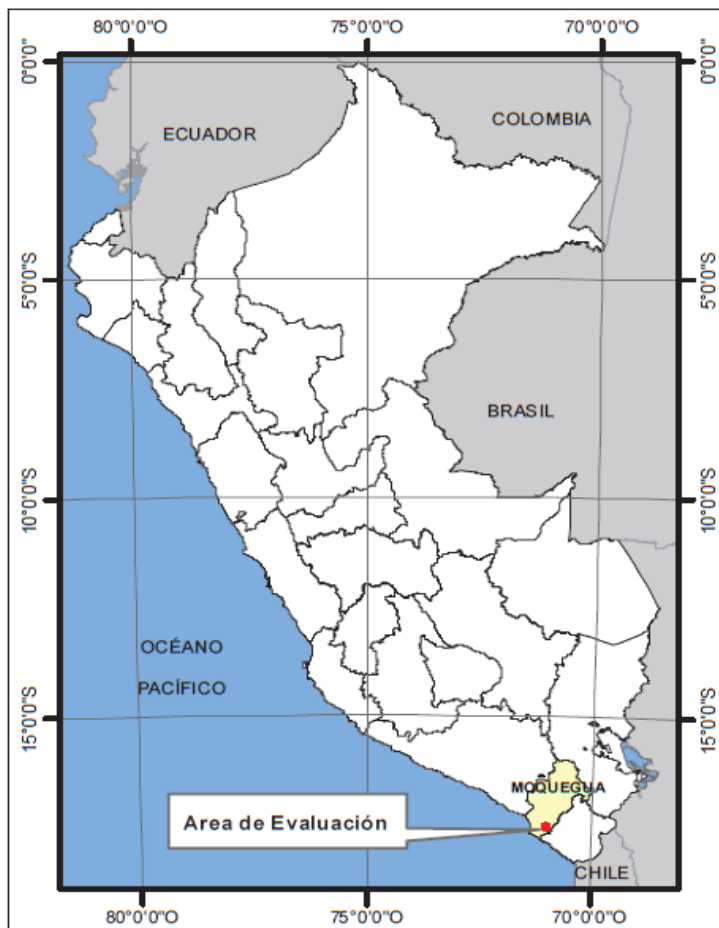 80°0'0"O 75°0'0"O 70°0'0"O
0°0'0"S 0°0'0"S
ECUADOR
COLOMBIA
5°0'0"S 5°0'0"S
BRASIL
10°0'0"S 10°0'0"S
OCÉANO
PACÍFICO
15°0'0"S 15°0'0"S
MOQUEGUA
Area de Evaluación
CHILE
80°0'0"O 75°0'0"O 70°0'0"O